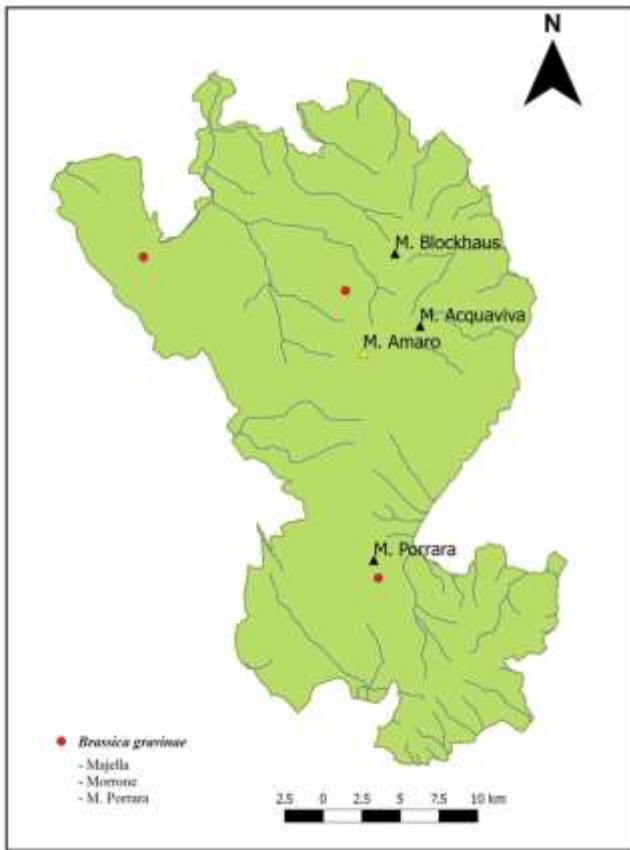 N
M. Blockhaus
M. Acquaviva
M. Amaro
M. Porrara
Brassica gravinae
- Majella
- Morrone
- M. Porrara
2.5 0 2.5 5 7.5 10 km